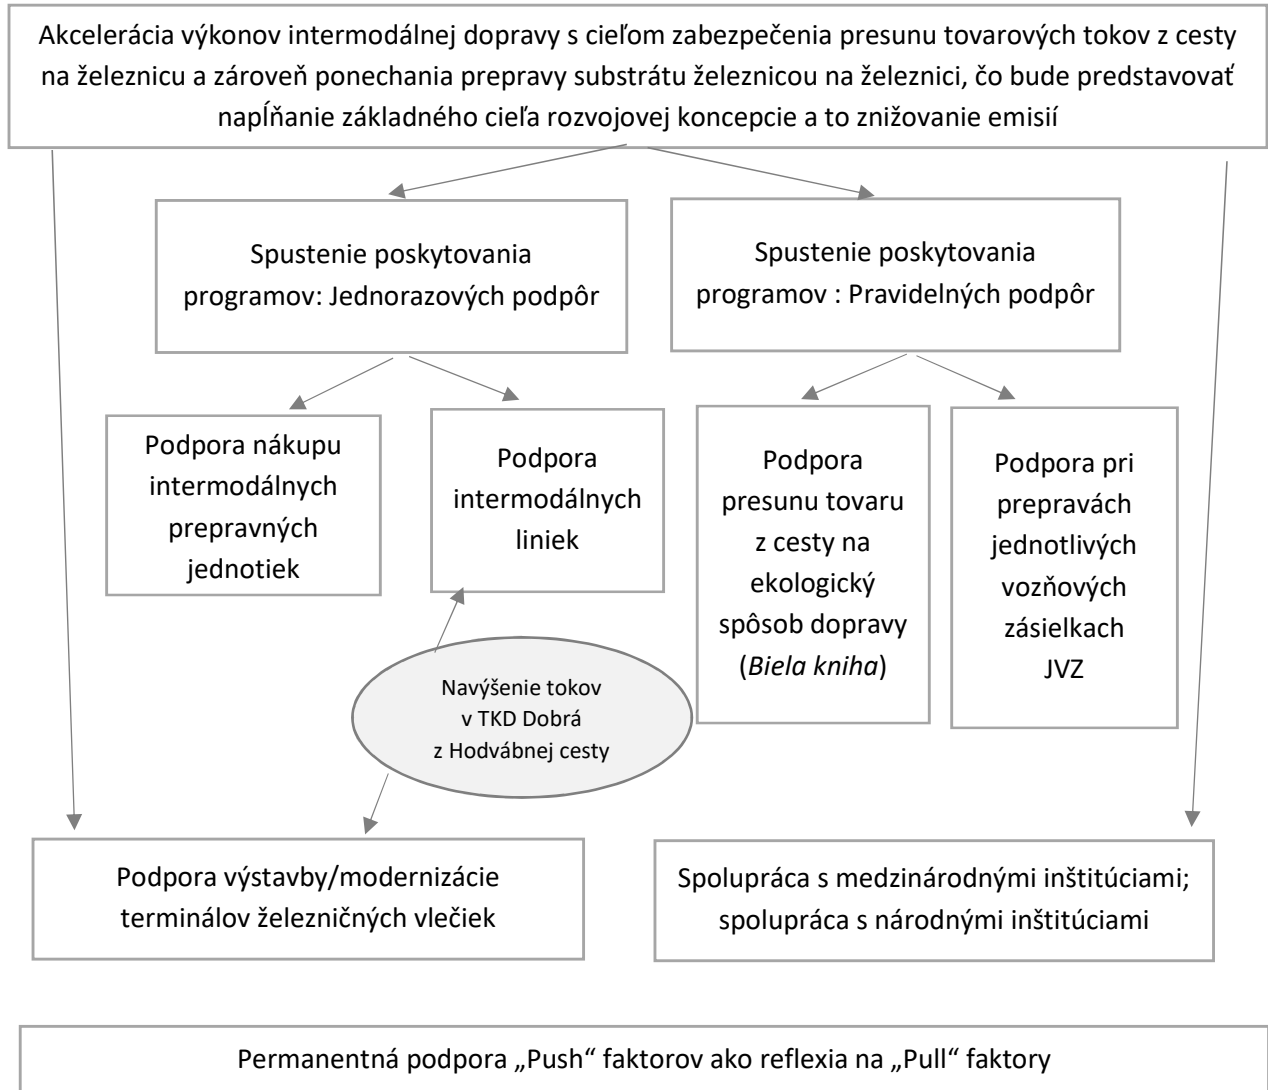 Akcelerácia výkonov intermodálnej dopravy s cieľom zabezpečenia presunu tovarových tokov z cesty
na železnicu a zároveň ponechania prepravy substrátu železnicou na železnici, čo bude predstavovať
napĺňanie základného cieľa rozvojovej koncepcie a to znižovanie emisií
Spustenie poskytovania
programov: Jednorazových podpôr
Spustenie poskytovania
programov : Pravidelných podpôr
Podpora nákupu
intermodálnych
prepravných
jednotiek
Podpora
intermodálnych
liniek
Podpora
presunu tovaru
z cesty na
ekologický
spôsob dopravy
(Biela kniha)
Podpora pri
prepravách
jednotlivých
vozňových
zásielkach
JVZ
Navýšenie tokov
v TKD Dobrá
z Hodvábnej cesty
Podpora výstavby/modernizácie
terminálov železničných vlečiek
Spolupráca s medzinárodnými inštitúciami;
spolupráca s národnými inštitúciami
Permanentná podpora „Push“ faktorov ako reflexia na „Pull“ faktory